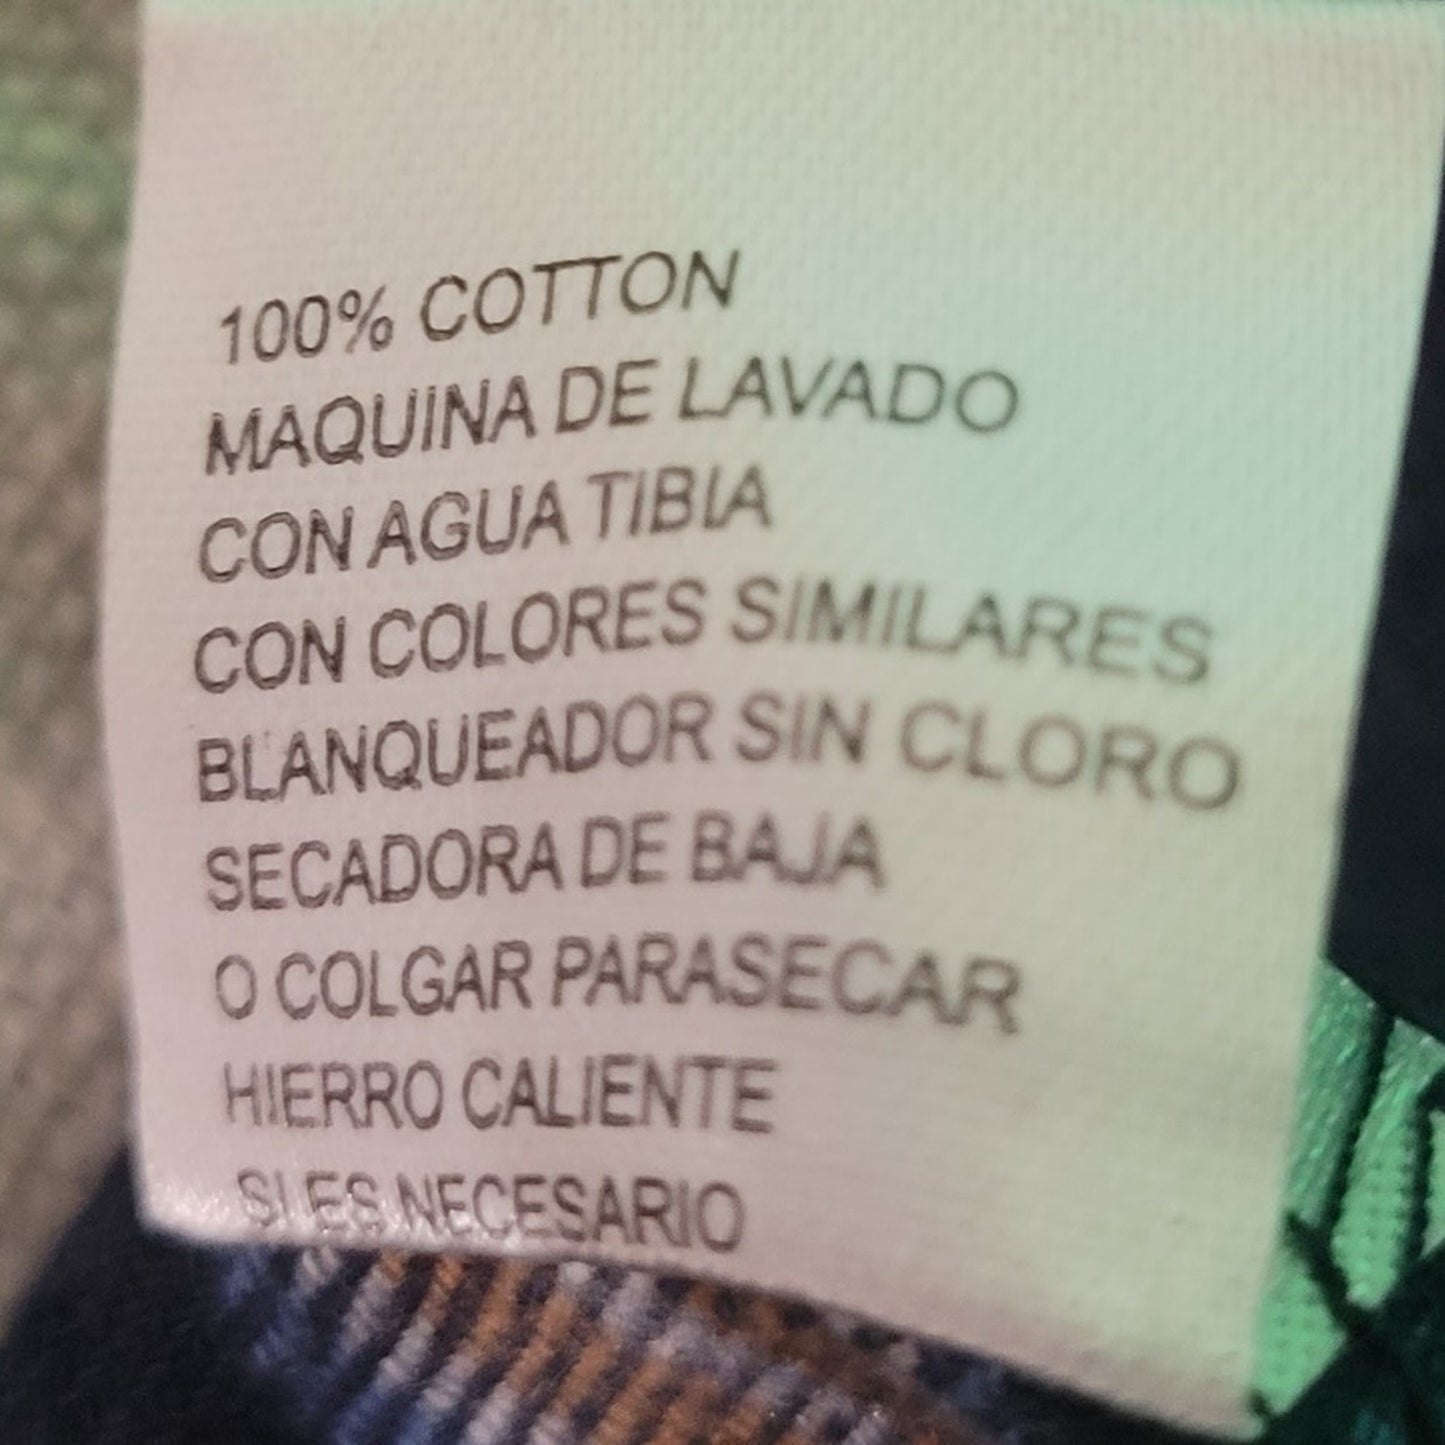 100% COTTON
MAQUINA DE LAVADO
CON AGUA TIBIA
CON COLORES SIMILARES
BLANQUEADOR SIN CLORO
SECADORA DE BAJA
O COLGAR PARASECAR
HIERRO CALIENTE
SI ES NECESARIO